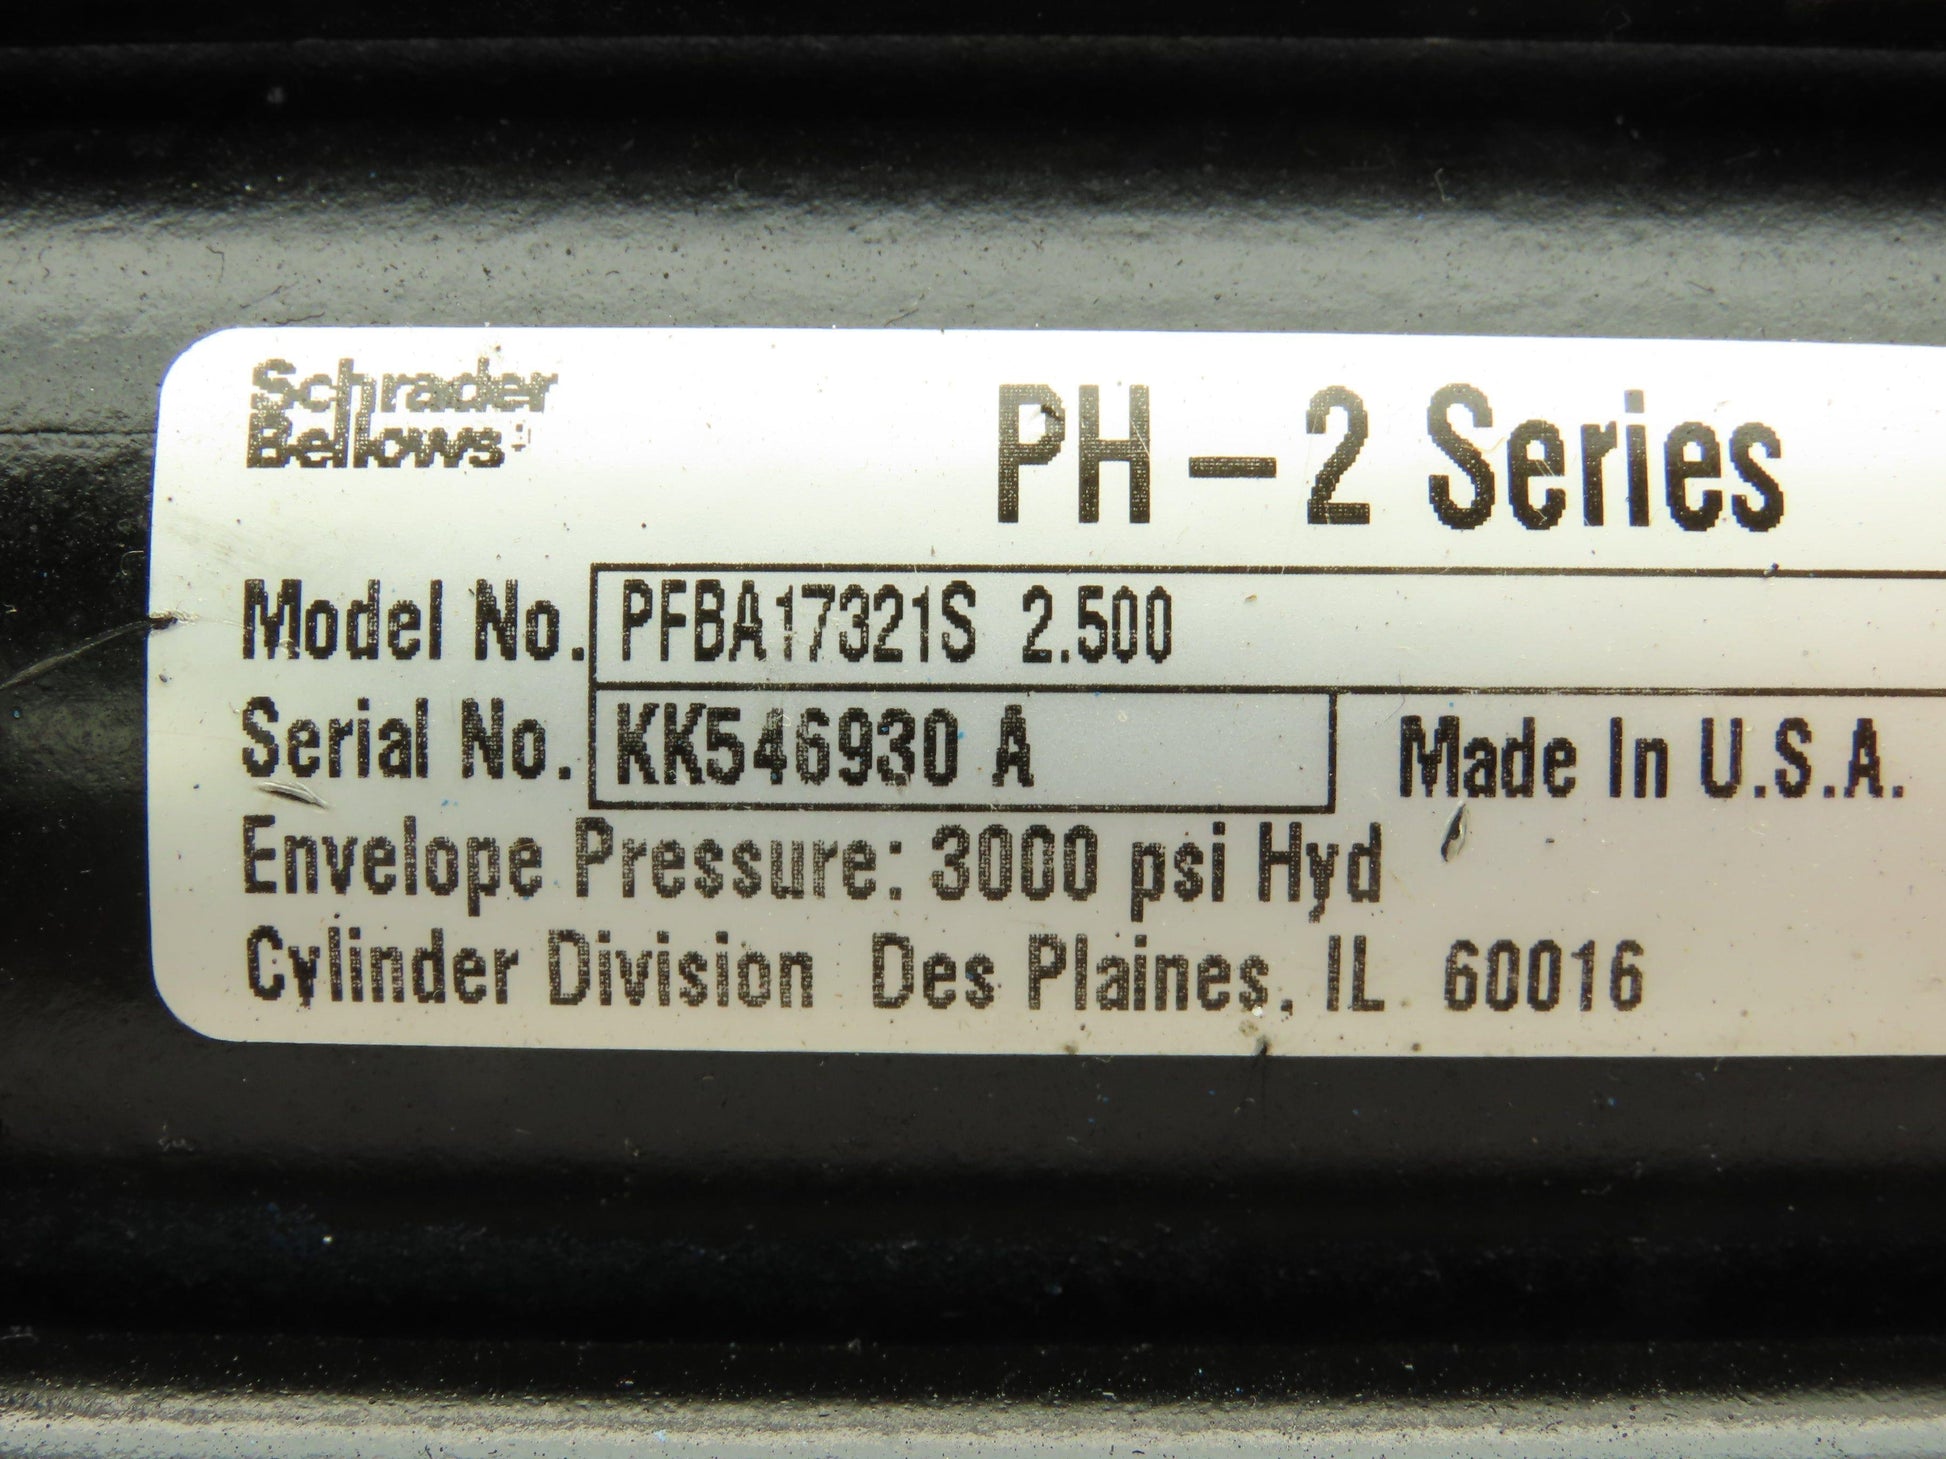 Schrader
Bellows
PH-2 Series
Model No. PFBA17321S 2.500
Serial No. KK546930 A Made In U.S.A.
Envelope Pressure: 3000 psi Hyd
Cylinder Division Des Plaines, IL 60016